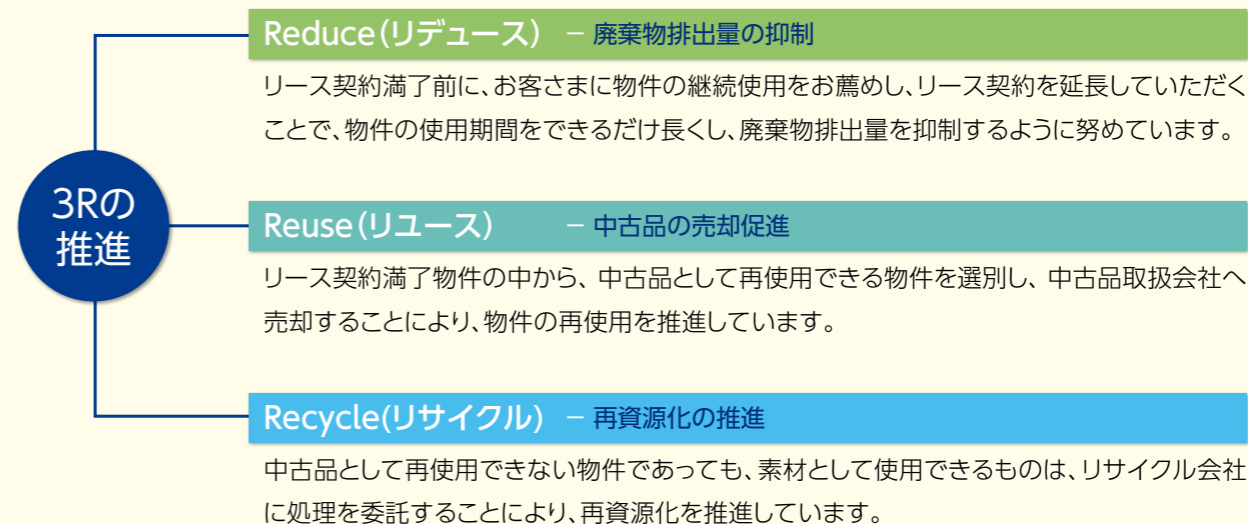 3Rの
推進
Reduce(リデュース) － 廃棄物排出量の抑制
リース契約満了前に、お客さまに物件の継続使用をお薦めし、リース契約を延長していただく
ことで、物件の使用期間をできるだけ長くし、廃棄物排出量を抑制するように努めています。
Reuse(リユース) － 中古品の売却促進
リース契約満了物件の中から、中古品として再使用できる物件を選別し、中古品取扱会社へ
売却することにより、物件の再使用を推進しています。
Recycle(リサイクル) － 再資源化の推進
中古品として再使用できない物件であっても、素材として使用できるものは、リサイクル会社
に処理を委託することにより、再資源化を推進しています。